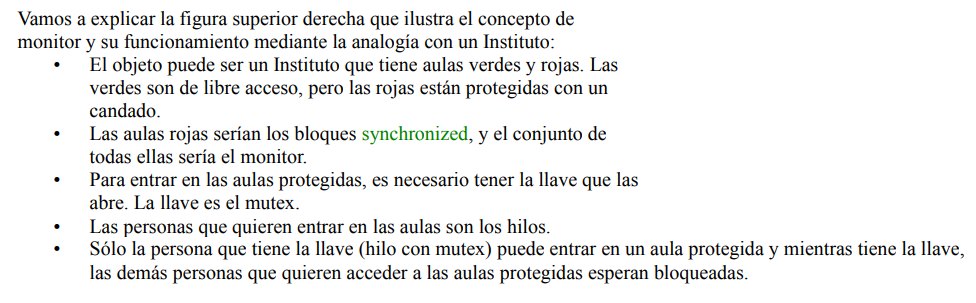 Vamos a explicar la figura superior derecha que ilustra el concepto de
monitor y su funcionamiento mediante la analogía con un Instituto:
• El objeto puede ser un Instituto que tiene aulas verdes y rojas. Las
verdes son de libre acceso, pero las rojas están protegidas con un
candado.
• Las aulas rojas serían los bloques synchronized, y el conjunto de
todas ellas sería el monitor.
• Para entrar en las aulas protegidas, es necesario tener la llave que las
abre. La llave es el mutex.
• Las personas que quieren entrar en las aulas son los hilos.
• Sólo la persona que tiene la llave (hilo con mutex) puede entrar en un aula protegida y mientras tiene la llave,
las demás personas que quieren acceder a las aulas protegidas esperan bloqueadas.